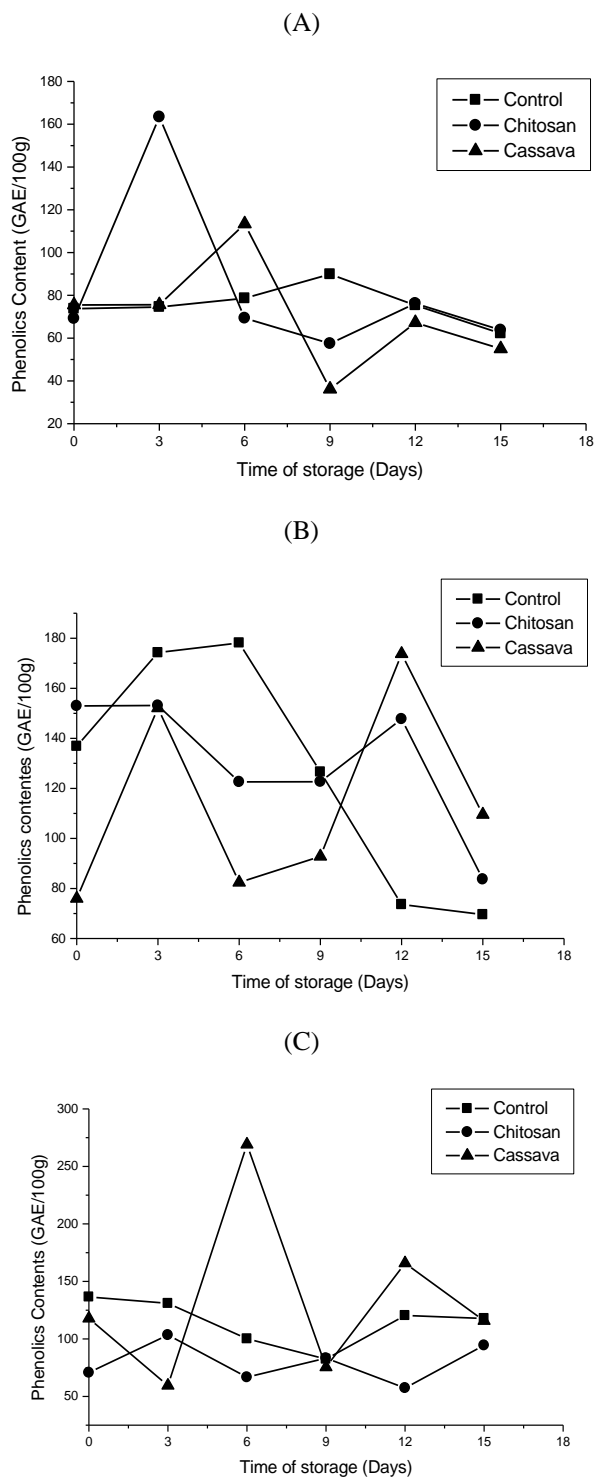 (A)
180
160
140
120
100
80
60
40
20
Phenolics Content (GAE/100g)
Control
Chitosan
Cassava
0 3 6 9 12 15 18
Time of storage (Days)
(B)
180
160
140
120
100
80
60
Phenolics contentes (GAE/100g)
Control
Chitosan
Cassava
0 3 6 9 12 15 18
Time of storage (Days)
(C)
300
250
200
150
100
50
Phenolics Contents (GAE/100g)
Control
Chitosan
Cassava
0 3 6 9 12 15 18
Time of storage (Days)